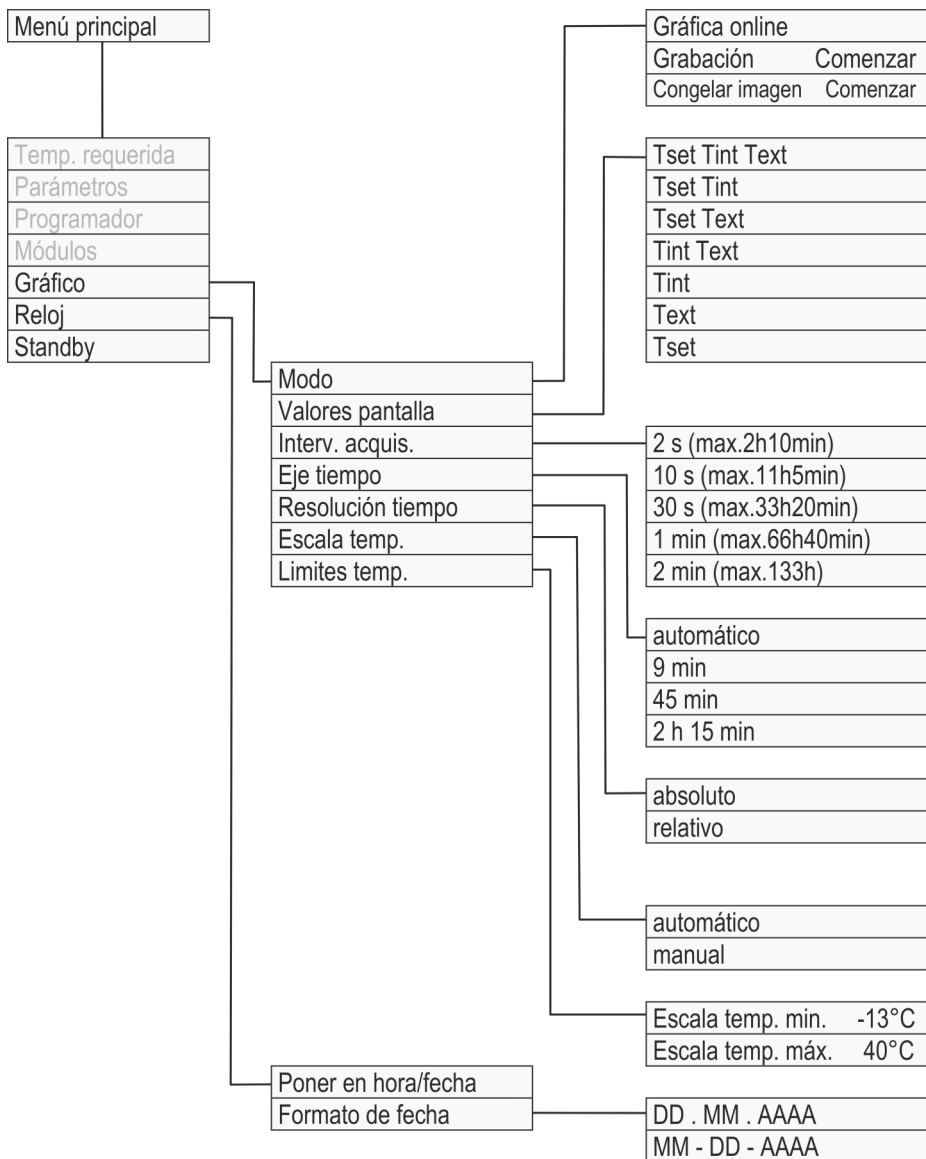 Menú principal
Temp. requerida
Parámetros
Programador
Módulos
Gráfico
Reloj
Standby
Modo
Valores pantalla
Interv. acquis.
Eje tiempo
Resolución tiempo
Escala temp.
Limites temp.
Poner en hora/fecha
Formato de fecha
Gráfica online
Grabación Comenzar
Congelar imagen Comenzar
Tset Tint Text
Tset Tint
Tset Text
Tint Text
Tint
Text
Tset
2 s (max.2h10min)
10 s (max.11h5min)
30 s (max.33h20min)
1 min (max.66h40min)
2 min (max.133h)
automático
9 min
45 min
2 h 15 min
absoluto
relativo
automático
manual
Escala temp. min. -13°C
Escala temp. máx. 40°C
DD . MM . AAAA
MM - DD - AAAA